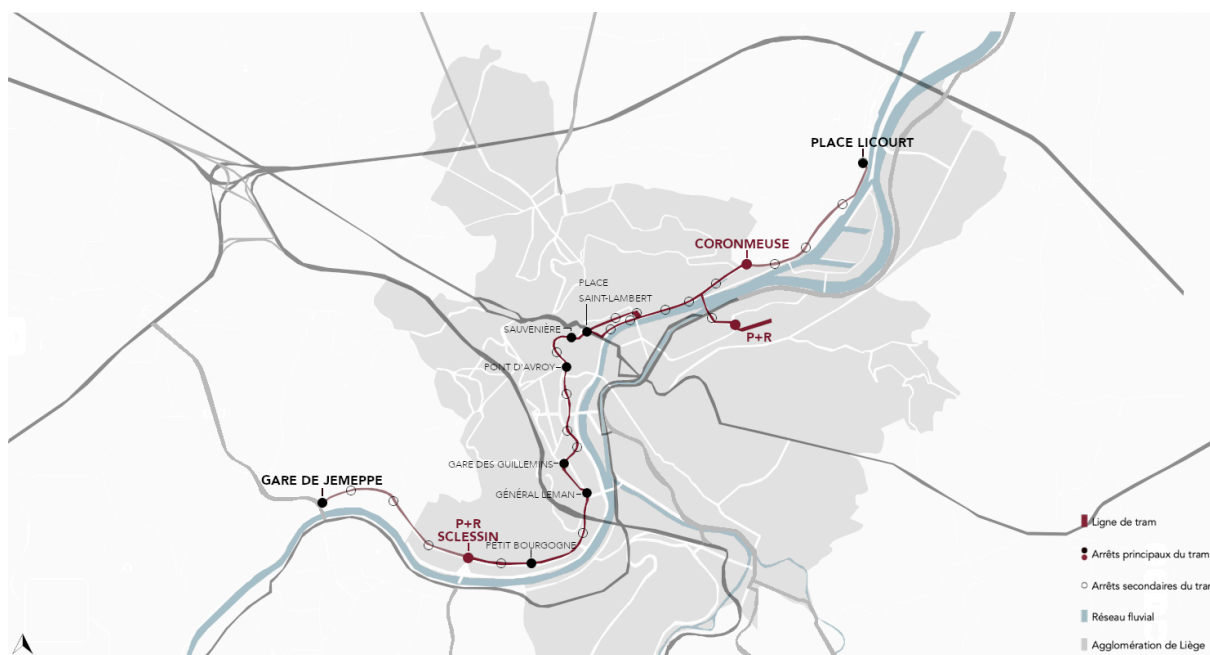 PLACE LICOURT
CORONMEUSE
PLACE
SAINT-LAMBERT
SAUVENIÈRE
P+R
PONT D'AVROY
GARE DES GUILLEMINS
GARE DE JEMEPPE
GÉNÉRAL LEMAN
P+R
SCLESSIN
PETIT BOURGOGNE
Ligne de tram
Arrêts principaux du tram
Arrêts secondaires du tram
Réseau fluvial
Agglomération de Liège